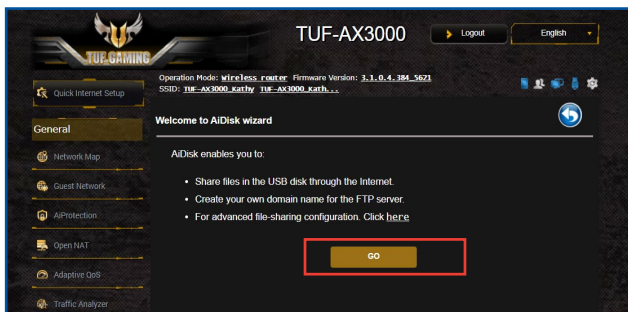 TUF GAMING
TUF-AX3000
Logout
English
Quick Internet Setup
Operation Mode: Wireless router Firmware Version: 3.1.0.4.384_5621
SSID: TUF-AX3000_Kathy TUF-AX3000_Kath...
General
Welcome to AiDisk wizard
Network Map
AiDisk enables you to:
Guest Network
• Share files in the USB disk through the Internet.
• Create your own domain name for the FTP server.
AiProtection
• For advanced file-sharing configuration. Click here
Open NAT
GO
Adaptive QoS
Traffic Analyzer